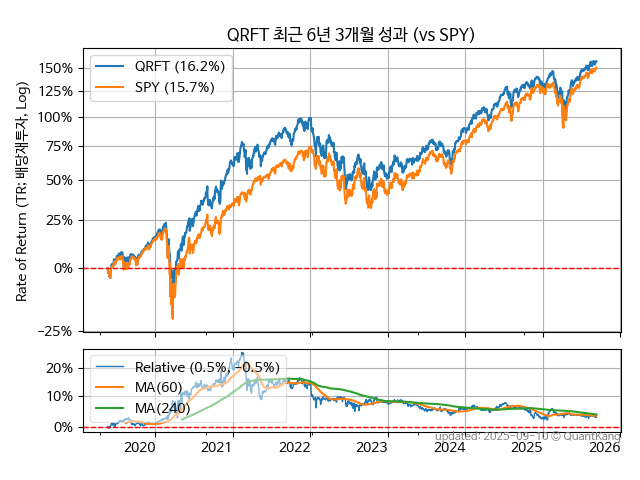 QRFT 최근 6년 3개월 성과 (vs SPY)
Rate of Return (TR: 배당재투자, Log)
150%
125%
100%
75%
50%
25%
0%
−25%
QRFT (16.2%)
SPY (15.7%)
20%
10%
0%
Relative (0.5%, −0.5%)
MA(60)
MA(240)
updated: 2025-09-10 © QuantKang
2020
2021
2022
2023
2024
2025
2026